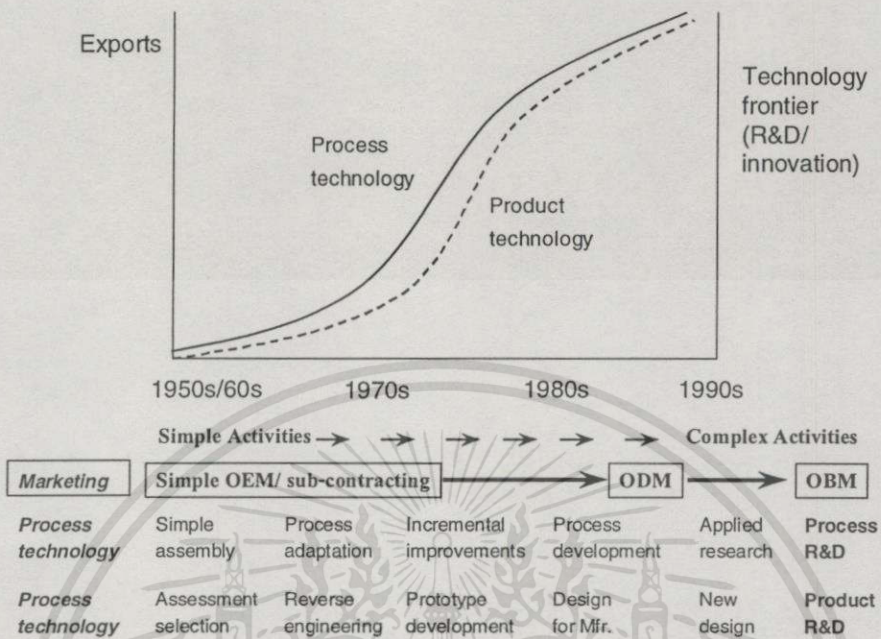 Exports
Technology
frontier
(R&D/
innovation)
Process
technology
Product
technology
1950s/60s 1970s 1980s 1990s
Simple Activities Complex Activities
Marketing Simple OEM/ sub-contracting ODM OBM
Process Simple Process Incremental Process Applied Process
technology assembly adaptation improvements development research R&D
Process Assessment Reverse Prototype Design New Product
technology selection engineering development for Mfr. design R&D